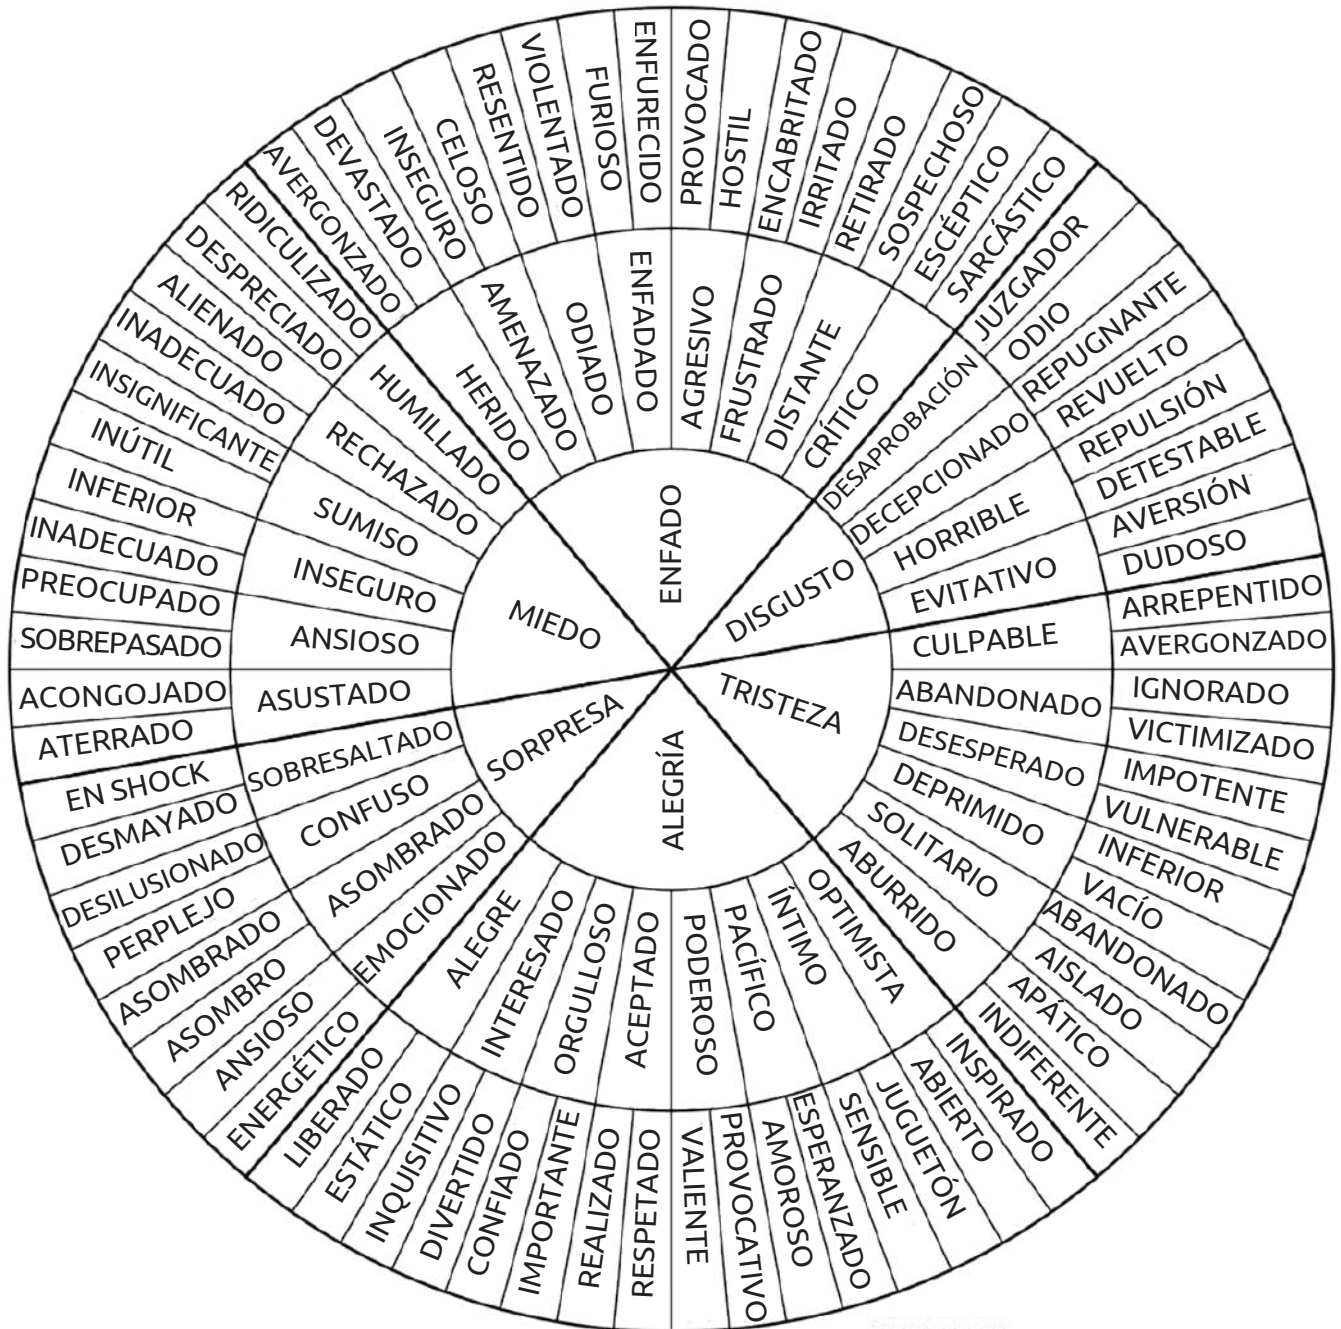 ENFADO
DISGUSTO
TRISTEZA
ALEGRÍA
SORPRESA
MIEDO
HERIDO
AMENAZADO
ODIADO
ENFADADO
AGRESIVO
FRUSTRADO
DISTANTE
CRÍTICO
DESAPROBACIÓN
DECEPCIONADO
HORRIBLE
EVITATIVO
CULPABLE
ABANDONADO
DESESPERADO
DEPRIMIDO
SOLITARIO
ABURRIDO
OPTIMISTA
ÍNTIMO
PACÍFICO
PODEROSO
ACEPTADO
ORGULLOSO
INTERESADO
ALEGRE
EMOCIONADO
ASOMBRADO
CONFUSO
SOBRESALTADO
ASUSTADO
ANSIOSO
INSEGURO
SUMISO
RECHAZADO
HUMILLADO
AVERGONZADO
DEVASTADO
INSEGURO
CELOSO
RESENTIDO
VIOLENTADO
FURIOSO
ENFURECIDO
PROVOCADO
HOSTIL
ENCABRITADO
IRRITADO
RETIRADO
SOSPECHOSO
ESCÉPTICO
SARCÁSTICO
JUZGADOR
ODIO
REPUGNANTE
REVUELTO
REPULSIÓN
DETESTABLE
AVERSIÓN
DUDOSO
ARREPENTIDO
AVERGONZADO
IGNORADO
VICTIMIZADO
IMPOTENTE
VULNERABLE
INFERIOR
VACÍO
ABANDONADO
AISLADO
APÁTICO
INDIFERENTE
INSPIRADO
ABIERTO
JUGUETÓN
SENSIBLE
ESPERANZADO
AMOROSO
PROVOCATIVO
VALIENTE
RESPETADO
REALIZADO
IMPORTANTE
CONFIADO
DIVERTIDO
INQUISITIVO
ESTÁTICO
LIBERADO
ENERGÉTICO
ANSIOSO
ASOMBRO
ASOMBRADO
PERPLEJO
DESILUSIONADO
DESMAYADO
EN SHOCK
ATERRADO
ACONGOJADO
SOBREPASADO
PREOCUPADO
INADECUADO
INFERIOR
INÚTIL
INSIGNIFICANTE
INADECUADO
ALIENADO
DESPRECIADO
RIDICULIZADO